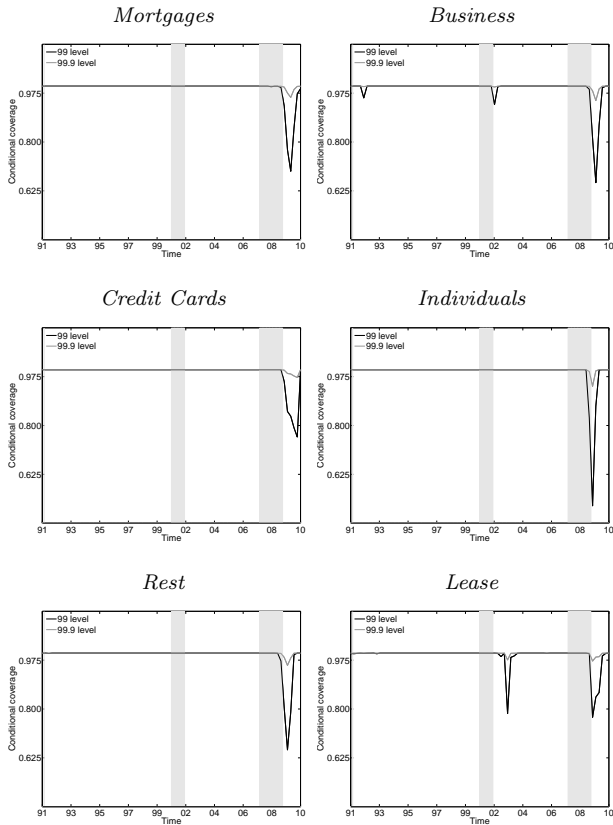 Mortgages
99 level
99.9 level
Conditional coverage
0.975
0.800
0.625
91 93 95 97 99 02 04 06 08 10
Time
Business
99 level
99.9 level
Conditional coverage
0.975
0.800
0.625
91 93 95 97 99 02 04 06 08 10
Time
Credit Cards
99 level
99.9 level
Conditional coverage
0.975
0.800
0.625
91 93 95 97 99 02 04 06 08 10
Time
Individuals
99 level
99.9 level
Conditional coverage
0.975
0.800
0.625
91 93 95 97 99 02 04 06 08 10
Time
Rest
99 level
99.9 level
Conditional coverage
0.975
0.800
0.625
91 93 95 97 99 02 04 06 08 10
Time
Lease
99 level
99.9 level
Conditional coverage
0.975
0.800
0.625
91 93 95 97 99 02 04 06 08 10
Time